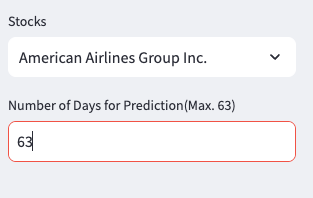 Stocks
American Airlines Group Inc.
Number of Days for Prediction(Max. 63)
63